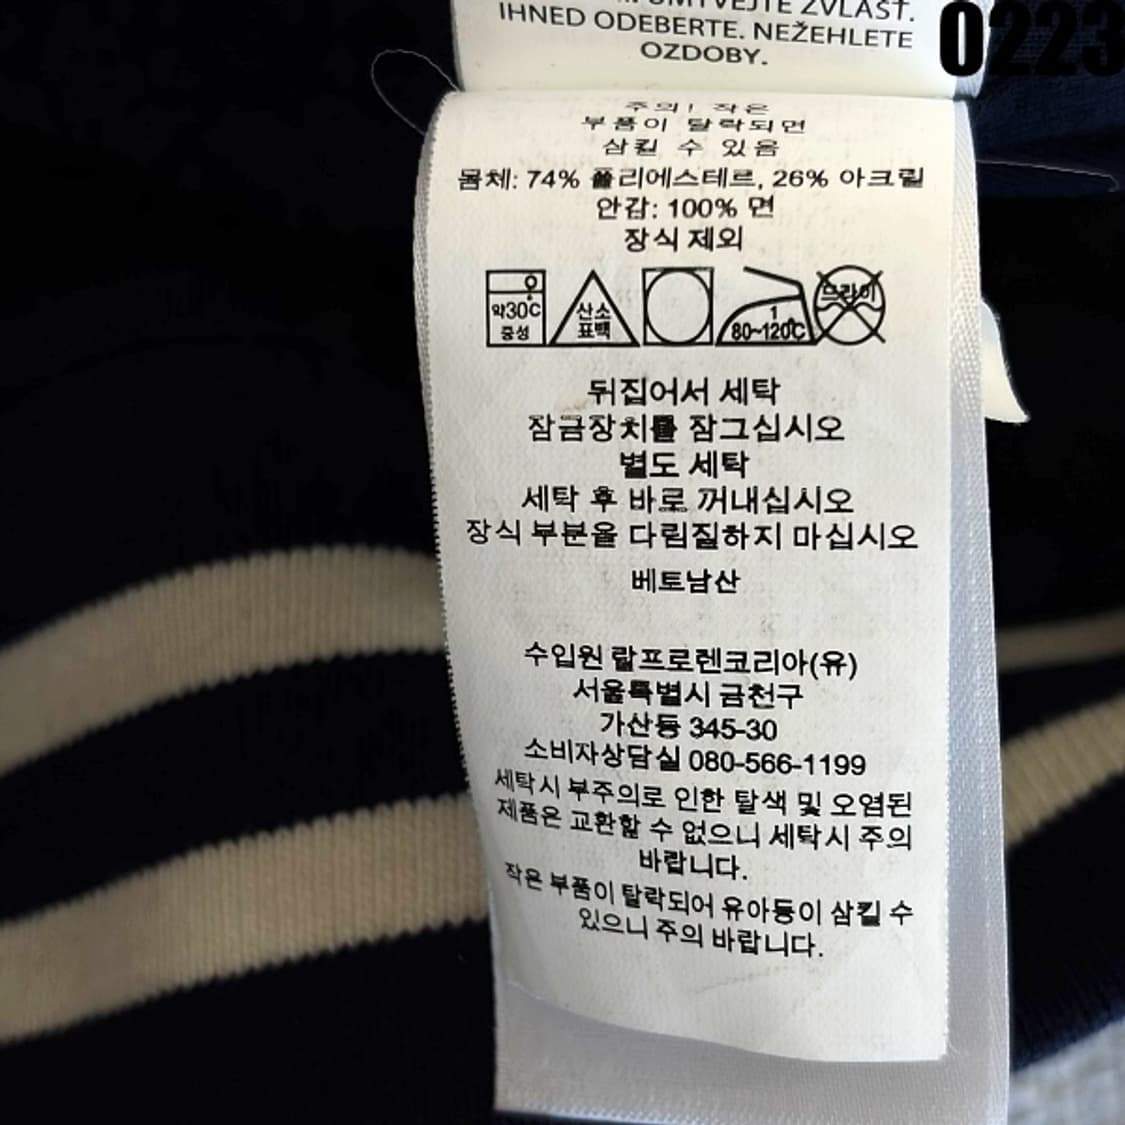 UMÝVEJTE ZVLÁŠT.
0223
IHNED ODEBERTE. NEŽEHLETE
OZDOBY.
주의! 작은
부품이 탈락되면
삼킬 수 있음
몸체: 74% 폴리에스테르, 26% 아크릴
안감: 100% 면
장식 제외
약30C
중성
산소
표백
1
80~120℃
드라이
뒤집어서 세탁
잠금장치를 잠그십시오
별도 세탁
세탁 후 바로 꺼내십시오
장식 부분을 다림질하지 마십시오
베트남산
수입원 랄프로렌코리아(유)
서울특별시 금천구
가산동 345-30
소비자상담실 080-566-1199
세탁시 부주의로 인한 탈색 및 오염된
제품은 교환할 수 없으니 세탁시 주의
바랍니다.
작은 부품이 탈락되어 유아등이 삼킬 수
있으니 주의 바랍니다.